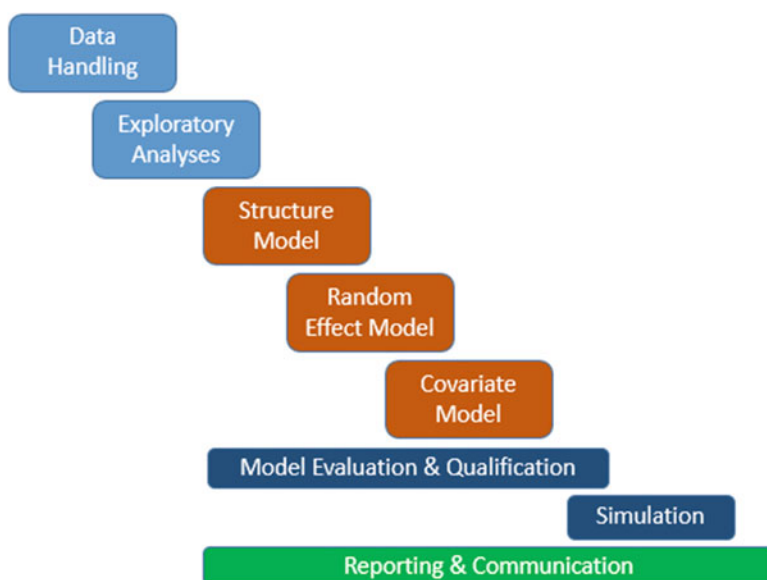 Data
Handling
Exploratory
Analyses
Structure
Model
Random
Effect Model
Covariate
Model
Model Evaluation & Qualification
Simulation
Reporting & Communication